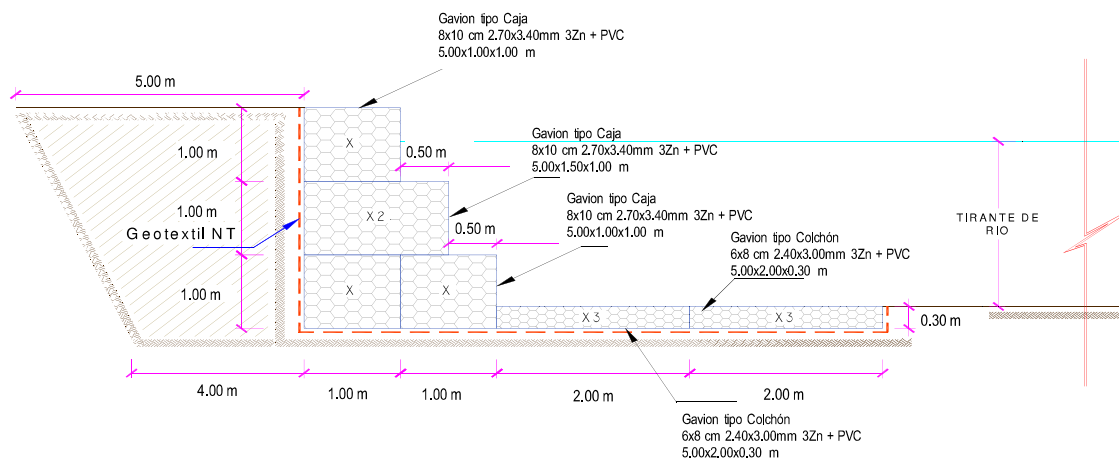 Gavion tipo Caja
8x10 cm 2.70x3.40mm 3Zn + PVC
5.00x1.00x1.00 m
5.00 m
1.00 m
X
0.50 m
Gavion tipo Caja
8x10 cm 2.70x3.40mm 3Zn + PVC
5.00x1.50x1.00 m
1.00 m
X 2
Geotextil NT
0.50 m
Gavion tipo Caja
8x10 cm 2.70x3.40mm 3Zn + PVC
5.00x1.00x1.00 m
TIRANTE DE
RIO
Gavion tipo Colchón
6x8 cm 2.40x3.00mm 3Zn + PVC
5.00x2.00x0.30 m
1.00 m
X
X
X 3
X 3
0.30 m
4.00 m
1.00 m
1.00 m
2.00 m
2.00 m
Gavion tipo Colchón
6x8 cm 2.40x3.00mm 3Zn + PVC
5.00x2.00x0.30 m